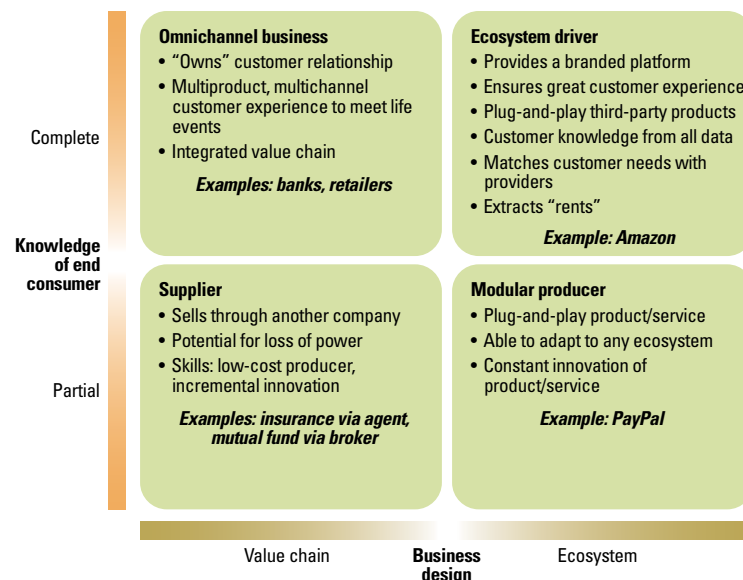 Omnichannel business
• “Owns” customer relationship
• Multiproduct, multichannel
customer experience to meet life
events
• Integrated value chain
Examples: banks, retailers
Ecosystem driver
• Provides a branded platform
• Ensures great customer experience
• Plug-and-play third-party products
• Customer knowledge from all data
• Matches customer needs with
providers
• Extracts “rents”
Example: Amazon
Complete
Knowledge
of end
consumer
Partial
Supplier
• Sells through another company
• Potential for loss of power
• Skills: low-cost producer,
incremental innovation
Examples: insurance via agent,
mutual fund via broker
Modular producer
• Plug-and-play product/service
• Able to adapt to any ecosystem
• Constant innovation of
product/service
Example: PayPal
Value chain
Business
design
Ecosystem